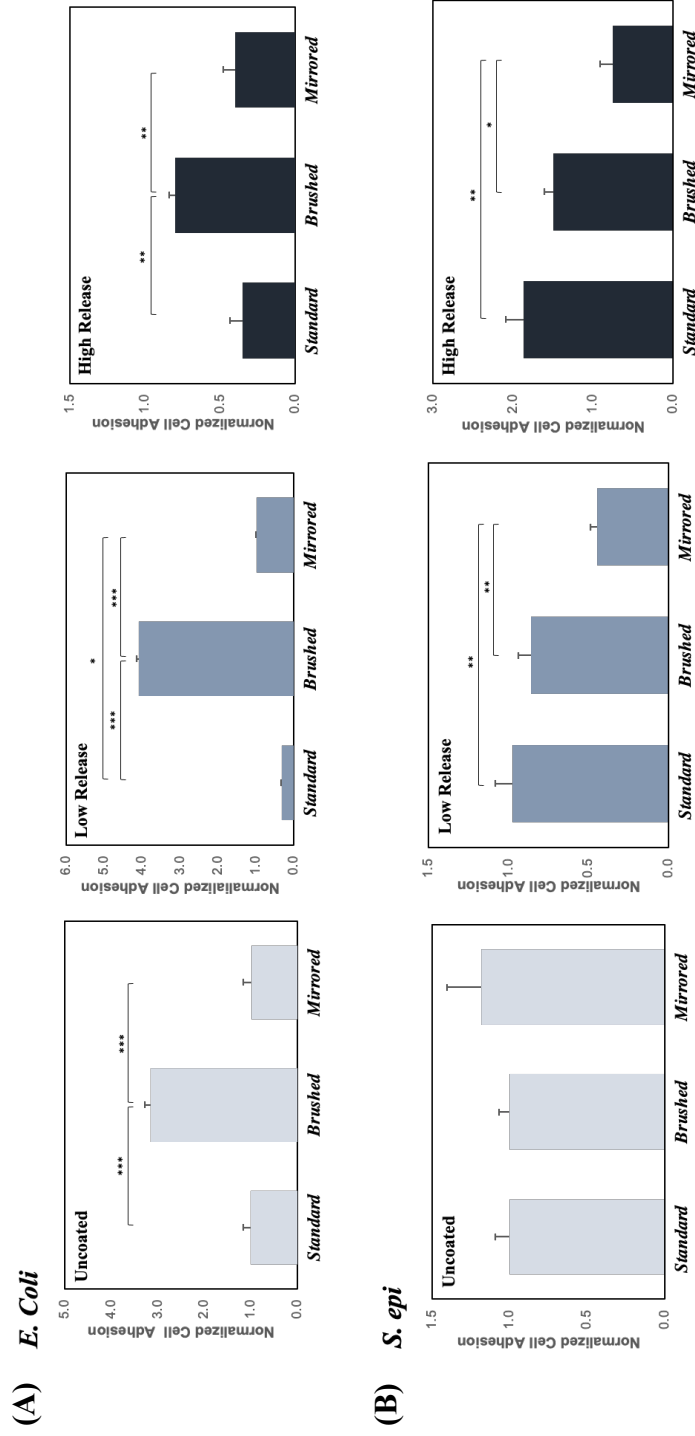 (A) E. Coli
Uncoated
Normalized Cell Adhesion
5.0
4.0
3.0
2.0
1.0
0.0
***
***
Standard Brushed Mirrored
Low Release
Normalized Cell Adhesion
6.0
5.0
4.0
3.0
2.0
1.0
0.0
*
***
***
Standard Brushed Mirrored
High Release
Normalized Cell Adhesion
1.5
1.0
0.5
0.0
**
**
Standard Brushed Mirrored
(B) S. epi
Uncoated
Normalized Cell Adhesion
1.5
1.0
0.5
0.0
Standard Brushed Mirrored
Low Release
Normalized Cell Adhesion
1.5
1.0
0.5
0.0
**
**
Standard Brushed Mirrored
High Release
Normalized Cell Adhesion
3.0
2.0
1.0
0.0
**
*
Standard Brushed Mirrored